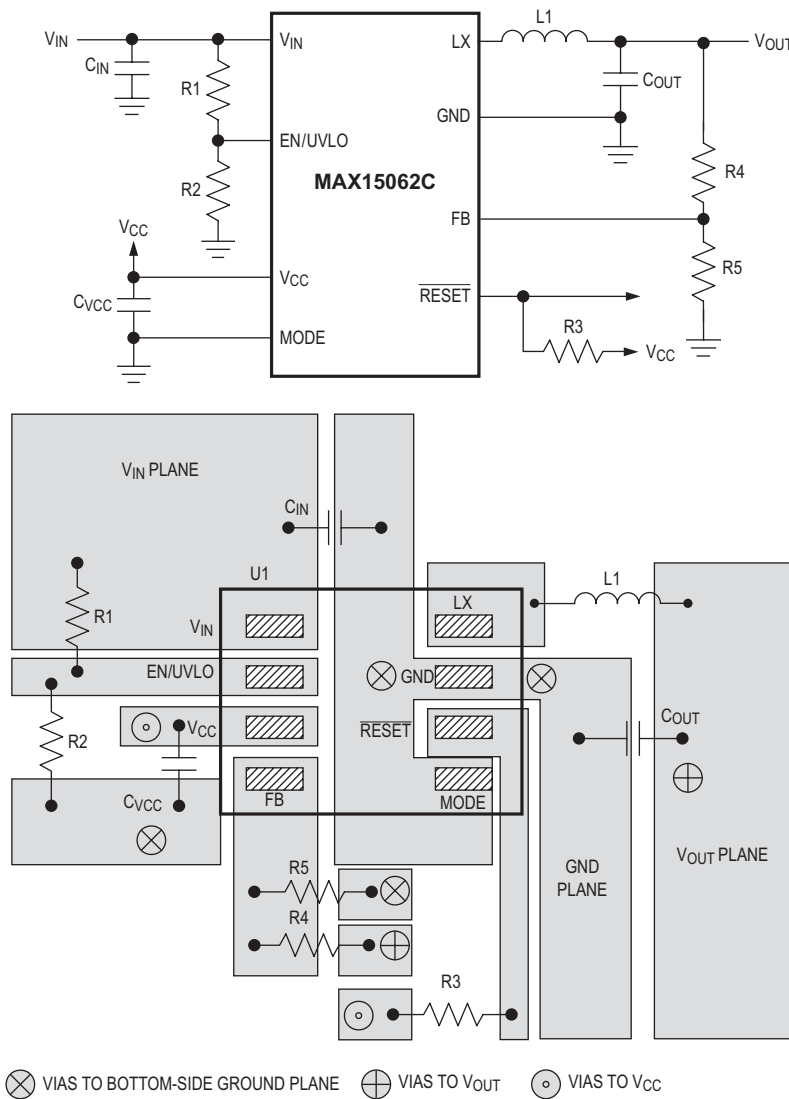 L1
VIN
VIN
LX
VOUT
CIN
R1
COUT
GND
EN/UVLO
MAX15062C
R4
R2
FB
VCC
R5
VCC
RESET
CVCC
R3
MODE
VCC
VIN PLANE
CIN
U1
L1
LX
R1
VIN
EN/UVLO
GND
COUT
R2
VCC
RESET
CVCC
FB
MODE
GND
PLANE
VOUT PLANE
R5
R4
R3
VIAS TO BOTTOM-SIDE GROUND PLANE
VIAS TO VOUT
VIAS TO VCC